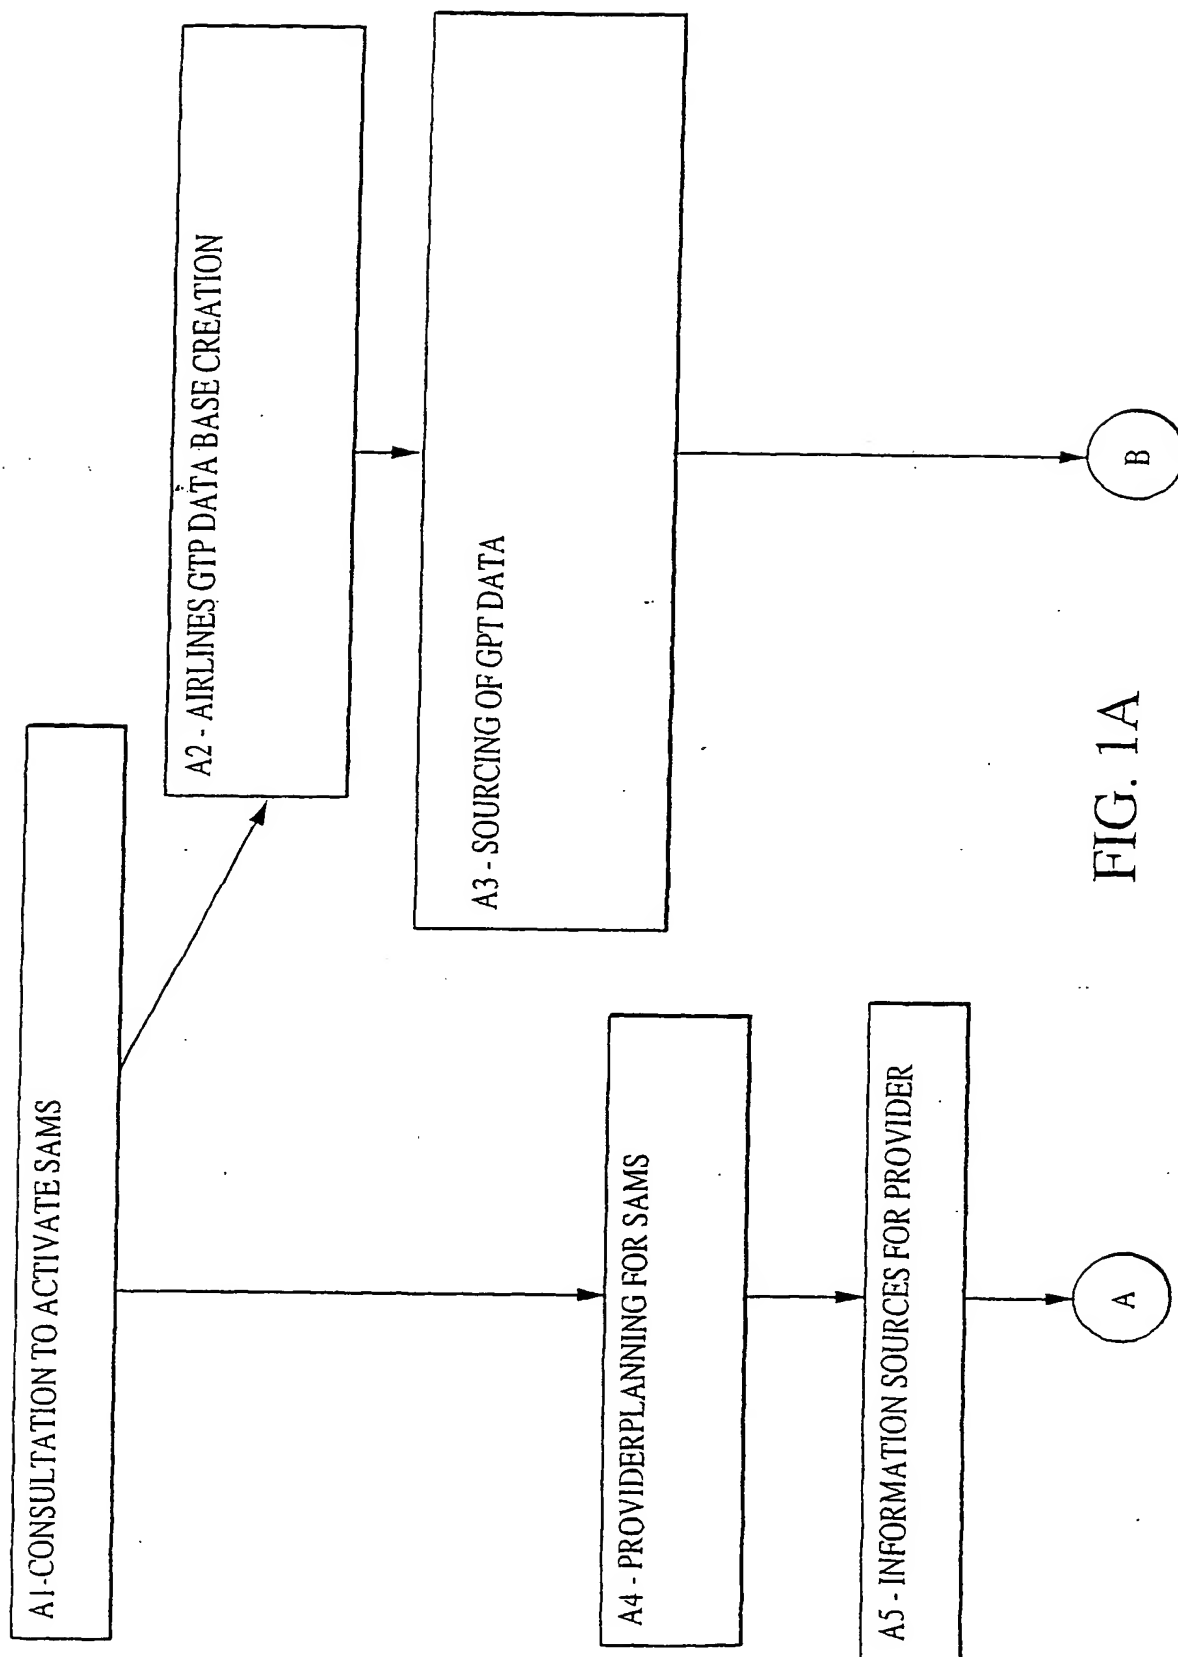 A1-CONSULTATION TO ACTIVATE SAMS
A2 - AIRLINES GTP DATA BASE CREATION
A3 - SOURCING OF GPT DATA
A4 - PROVIDERPLANNING FOR SAMS
A5 - INFORMATION SOURCES FOR PROVIDER
A
B
FIG. 1A